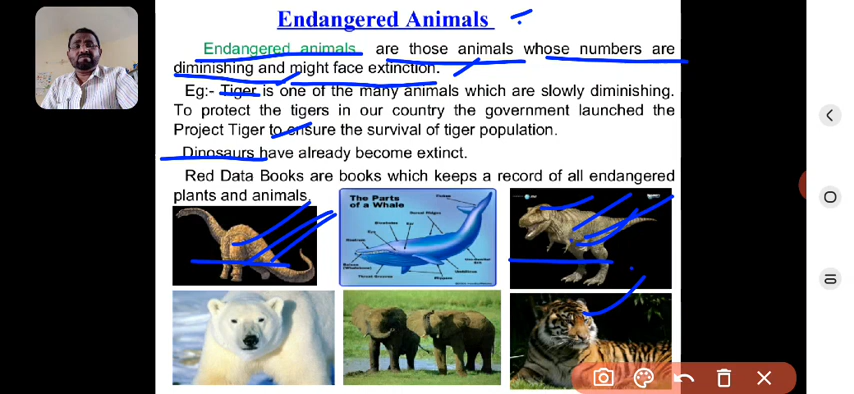 Endangered Animals :
Endangered animals are those animals whose numbers are
diminishing and might face extinction.
Eg:- Tiger is one of the many animals which are slowly diminishing.
To protect the tigers in our country the government launched the
Project Tiger to ensure the survival of tiger population.
Dinosaurs have already become extinct.
Red Data Books are books which keeps a record of all endangered
plants and animals.
The Parts
of a Whale